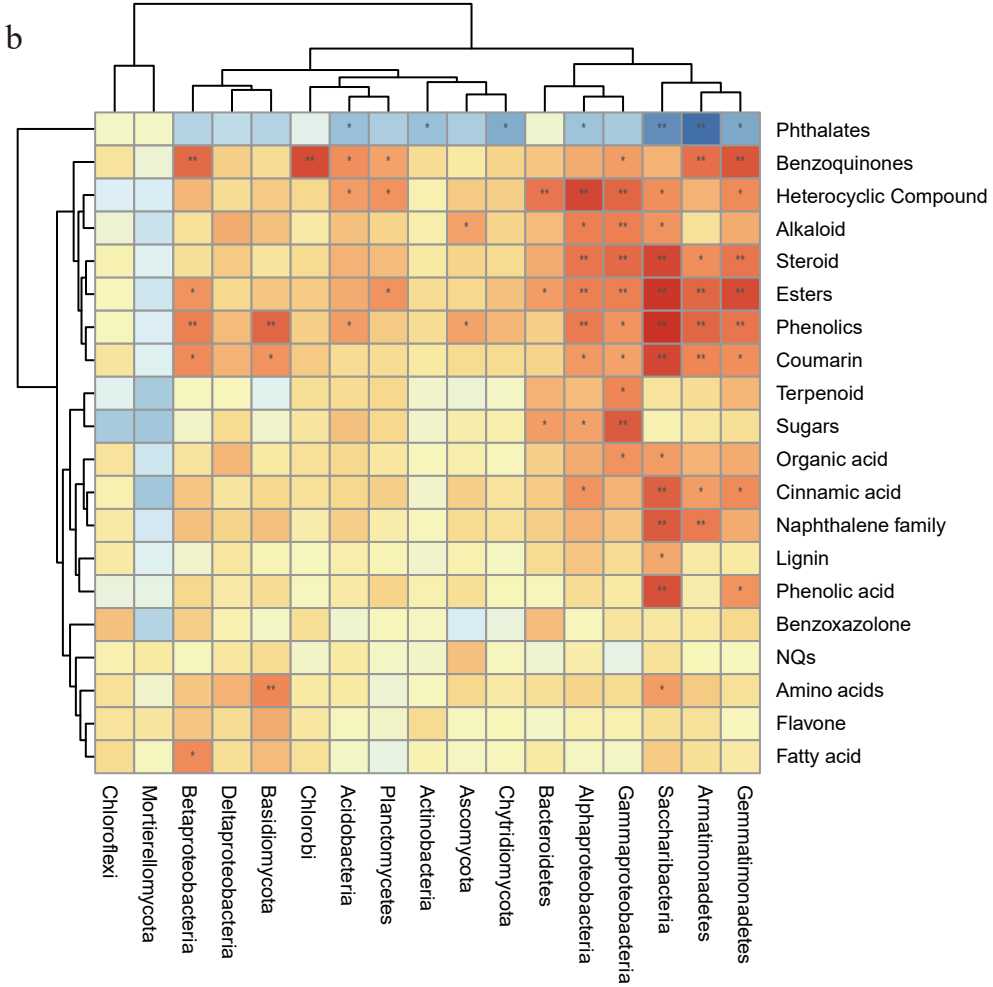 b
* * * * ** ** *
Phthalates
** ** * * * ** **
Benzoquinones
* * ** ** ** * *
Heterocyclic Compound
* * ** *
Alkaloid
** ** ** * **
Steroid
* * * ** ** ** ** **
Esters
** ** * * ** * ** ** **
Phenolics
* * * * ** ** *
Coumarin
*
Terpenoid
* * **
Sugars
* *
Organic acid
* ** * *
Cinnamic acid
** **
Naphthalene family
*
Lignin
** *
Phenolic acid
Benzoxazolone
NQs
** *
Amino acids
Flavone
*
Fatty acid
Chloroflexi
Mortierellomycota
Betaproteobacteria
Deltaproteobacteria
Basidiomycota
Chlorobi
Acidobacteria
Planctomycetes
Actinobacteria
Ascomycota
Chytridiomycota
Bacteroidetes
Alphaproteobacteria
Gammaproteobacteria
Saccharibacteria
Armatimonadetes
Gemmatimonadetes